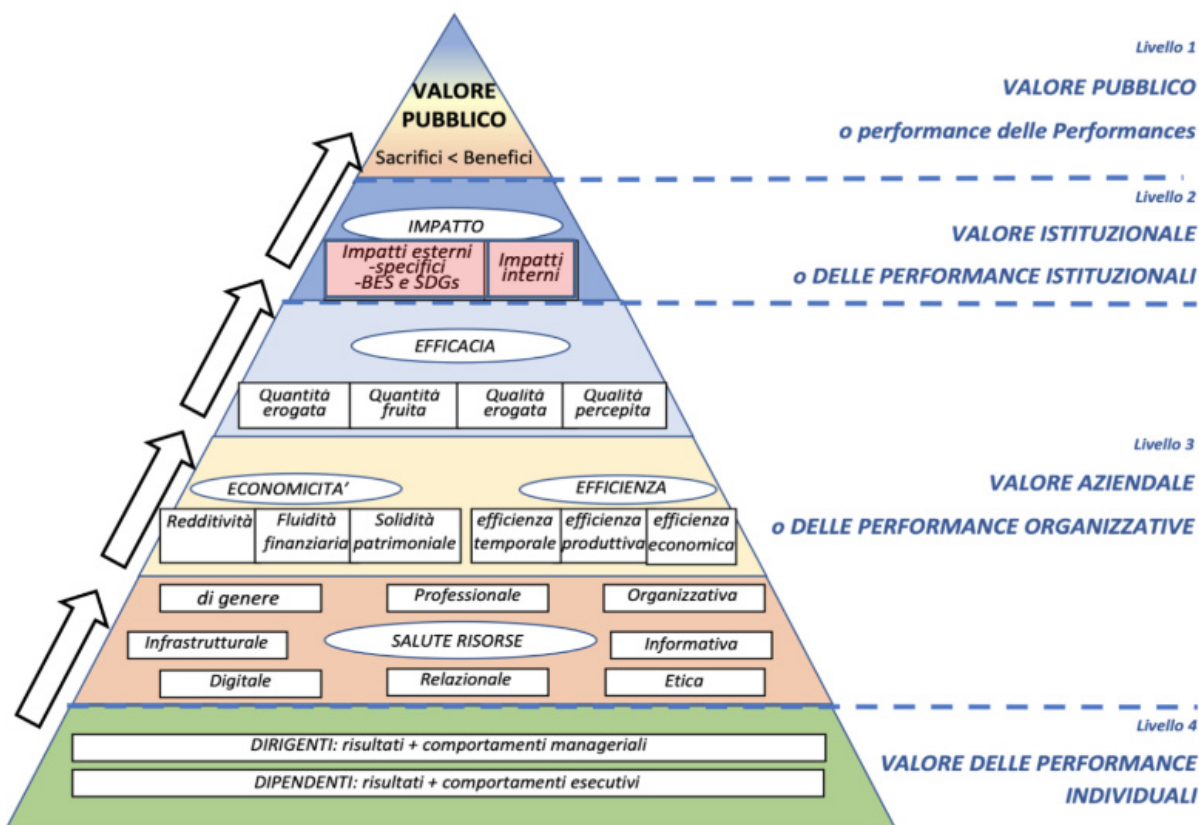 VALORE
PUBBLICO
Sacrifici < Benefici
Livello 1
VALORE PUBBLICO
o performance delle Performances
IMPATTO
Impatti esterni
-specifici
-BES e SDGs
Impatti
interni
Livello 2
VALORE ISTITUZIONALE
o DELLE PERFORMANCE ISTITUZIONALI
EFFICACIA
Quantità
erogata
Quantità
fruita
Qualità
erogata
Qualità
percepita
ECONOMICITA’
Redditività
Fluidità
finanziaria
Solidità
patrimoniale
EFFICIENZA
efficienza
temporale
efficienza
produttiva
efficienza
economica
Livello 3
VALORE AZIENDALE
o DELLE PERFORMANCE ORGANIZZATIVE
di genere
Professionale
Organizzativa
Infrastrutturale
SALUTE RISORSE
Informativa
Digitale
Relazionale
Etica
DIRIGENTI: risultati + comportamenti manageriali
DIPENDENTI: risultati + comportamenti esecutivi
Livello 4
VALORE DELLE PERFORMANCE
INDIVIDUALI